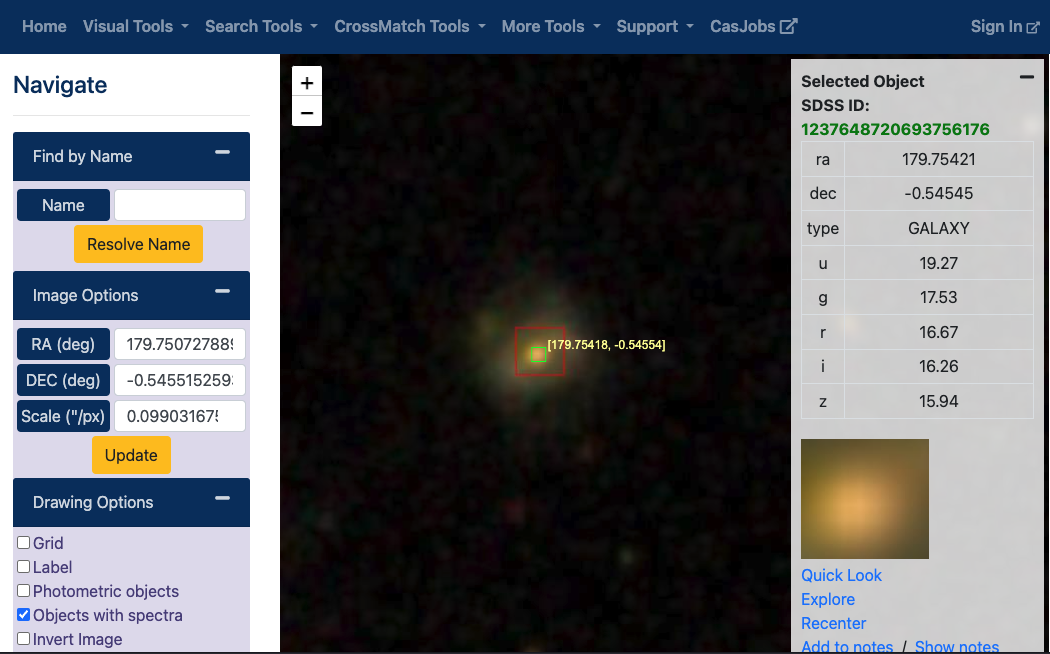 Home Visual Tools Search Tools CrossMatch Tools More Tools Support CasJobs Sign In
Navigate
Find by Name
Name
Resolve Name
Image Options
RA (deg) 179.750727889
DEC (deg) -0.545515259
Scale ("/px) 0.09903167
Update
Drawing Options
Grid
Label
Photometric objects
Objects with spectra
Invert Image
+
−
[179.75418, -0.54554]
Selected Object
SDSS ID:
1237648720693756176
ra 179.75421
dec -0.54545
type GALAXY
u 19.27
g 17.53
r 16.67
i 16.26
z 15.94
Quick Look
Explore
Recenter
Add to notes / Show notes